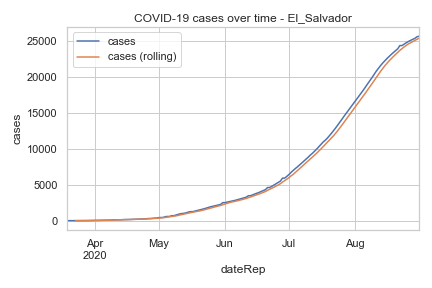 COVID-19 cases over time - El_Salvador
cases
cases (rolling)
25000
20000
15000
10000
5000
0
cases
Apr
2020
May
Jun
Jul
Aug
dateRep